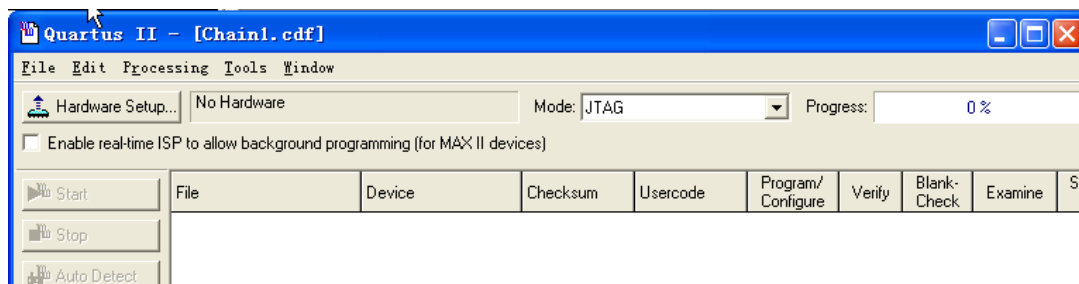 Quartus II - [Chain1.cdf]
File Edit Processing Tools Window
Hardware Setup... No Hardware Mode: JTAG Progress: 0 %
Enable real-time ISP to allow background programming (for MAX II devices)
Start File Device Checksum Usercode Program/ Configure Verify Blank- Check Examine
Stop
Auto Detect